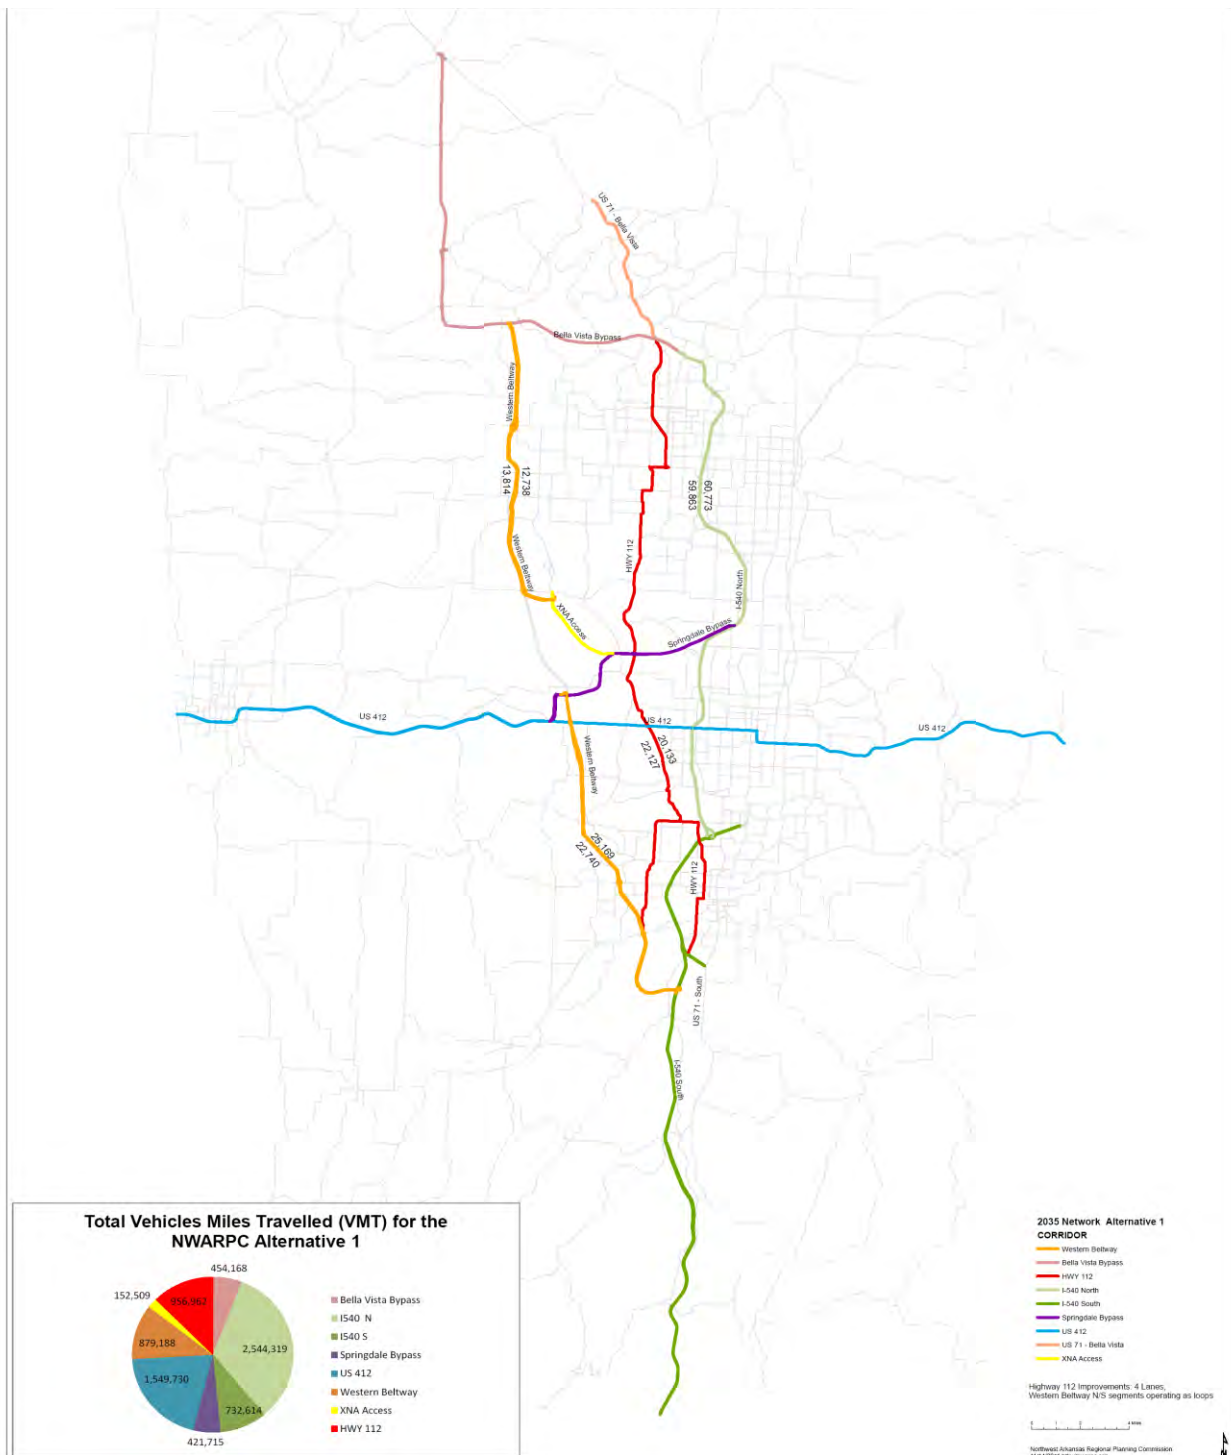 US 71 - Bella Vista
Bella Vista Bypass
Western Beltway
12,738
13,814
60,773
59,863
Western Beltway
HWY 112
I-540 North
XNA Access
Springdale Bypass
US 412
US 412
US 412
20,133
22,127
Western Beltway
25,169
22,740
HWY 112
US 71 - South
I-540 South
Total Vehicles Miles Travelled (VMT) for the
NWARPC Alternative 1
454,168
152,509
956,967
879,188
2,544,319
1,549,730
732,614
421,715
Bella Vista Bypass
I540 N
I540 S
Springdale Bypass
US 412
Western Beltway
XNA Access
HWY 112
2035 Network Alternative 1
CORRIDOR
Western Beltway
Bella Vista Bypass
HWY 112
I-540 North
I-540 South
Springdale Bypass
US 412
US 71 - Bella Vista
XNA Access
Highway 112 Improvements: 4 Lanes,
Western Beltway N/S segments operating as loops
Northwest Arkansas Regional Planning Commission